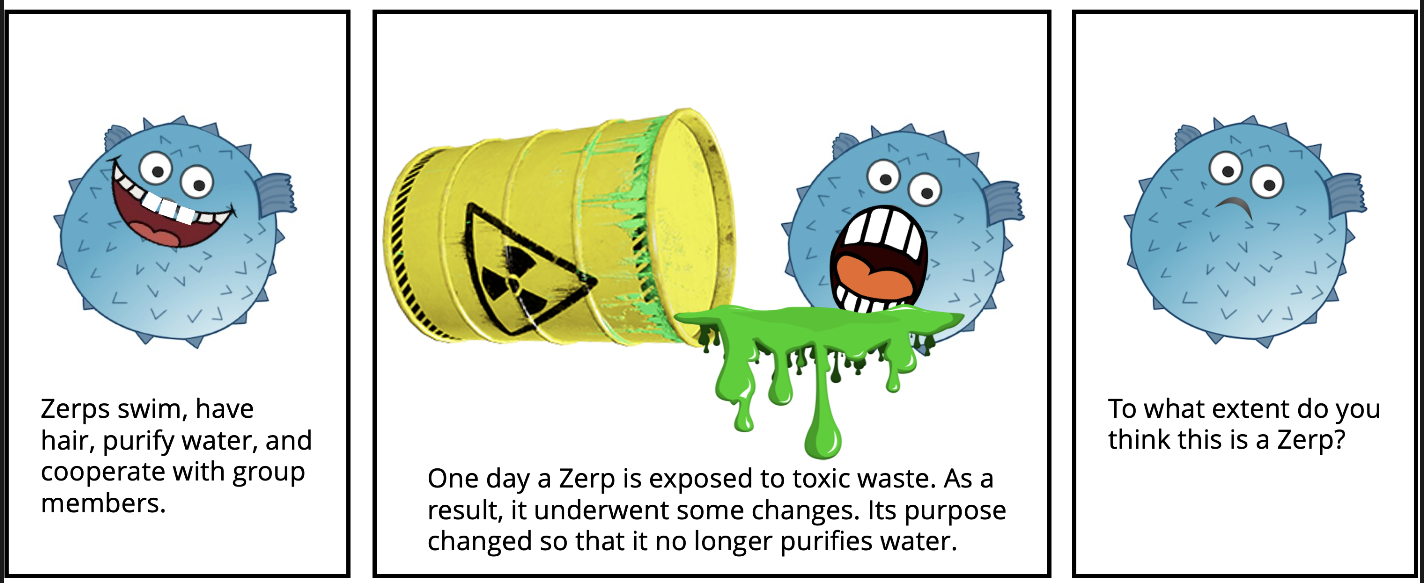 Zerps swim, have
hair, purify water, and
cooperate with group
members.
One day a Zerp is exposed to toxic waste. As a
result, it underwent some changes. Its purpose
changed so that it no longer purifies water.
To what extent do you
think this is a Zerp?